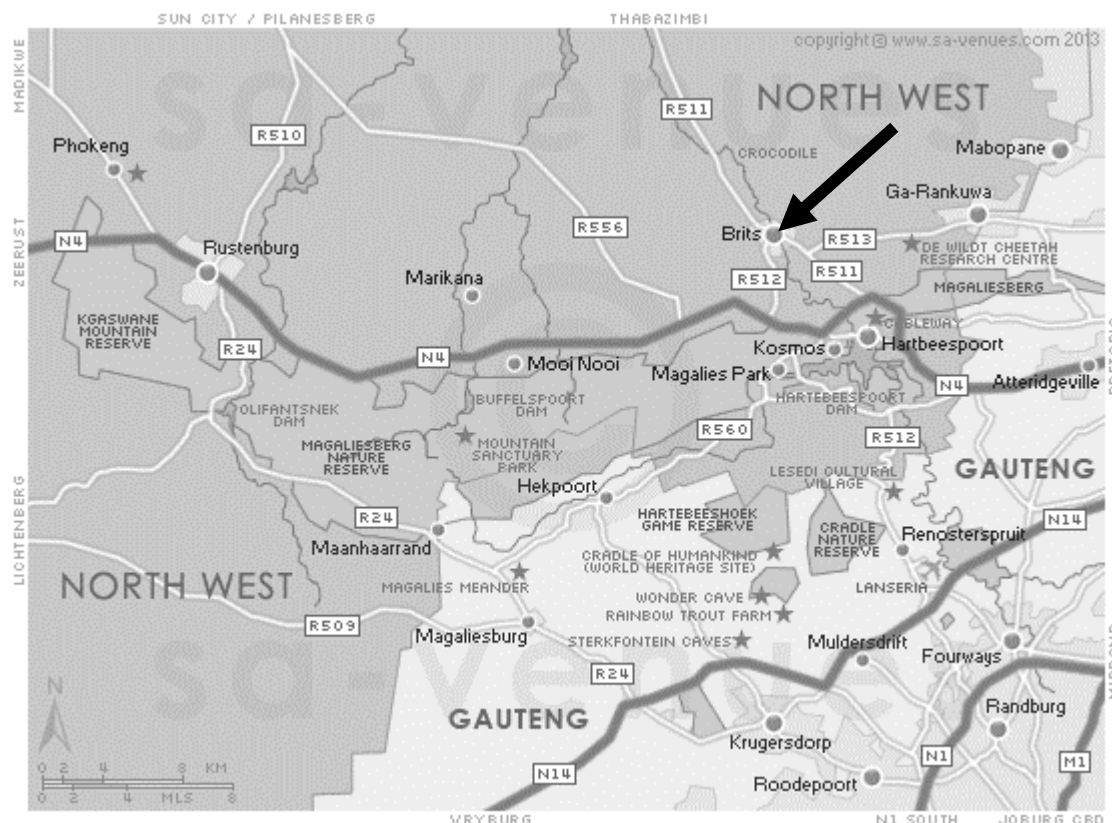 SUN CITY / PILANESBERG
THABAZIMBI
copyright © www.sa-venues.com 2013
MADIKWE
NORTH WEST
R511
R510
Phokeng
CROCODILE
Mabopane
Ga-Rankuwa
ZEERUST
N4
Rustenburg
R556
Brits
R513
DE WILDT CHEETAH
RESEARCH CENTRE
Marikana
R512
R511
MAGALIESBERG
KGASWANE
MOUNTAIN
RESERVE
CABLEWAY
R24
N4
Mooi Nooi
Kosmos
Hartbeespoort
Magalies Park
N4
Atteridgeville
OLIFANTSNEK
DAM
BUFFELSPOORT
DAM
HARTEBEESPOORT
DAM
MAGALIESBERG
NATURE
RESERVE
MOUNTAIN
SANCTUARY
PARK
R560
R512
LESEDI CULTURAL
VILLAGE
GAUTENG
LICHTENBERG
Hekpoort
R24
HARTEBEESHOEK
GAME RESERVE
CRADLE
NATURE
RESERVE
N14
Renosterspruit
Maanhaarrand
NORTH WEST
CRADLE OF HUMANKIND
(WORLD HERITAGE SITE)
MAGALIES MEANDER
LANSERIA
WONDER CAVE
RAINBOW TROUT FARM
R509
Magaliesburg
STERKFONTEIN CAVES
Muldersdrift
Fourways
R24
N
GAUTENG
Randburg
Krugersdorp
0 2 4 8 KM
0 2 4 8
MLS
N14
Roodepoort
N1
M1
VRYBURG
N1 SOUTH
JOBURG CBD
sa-venues